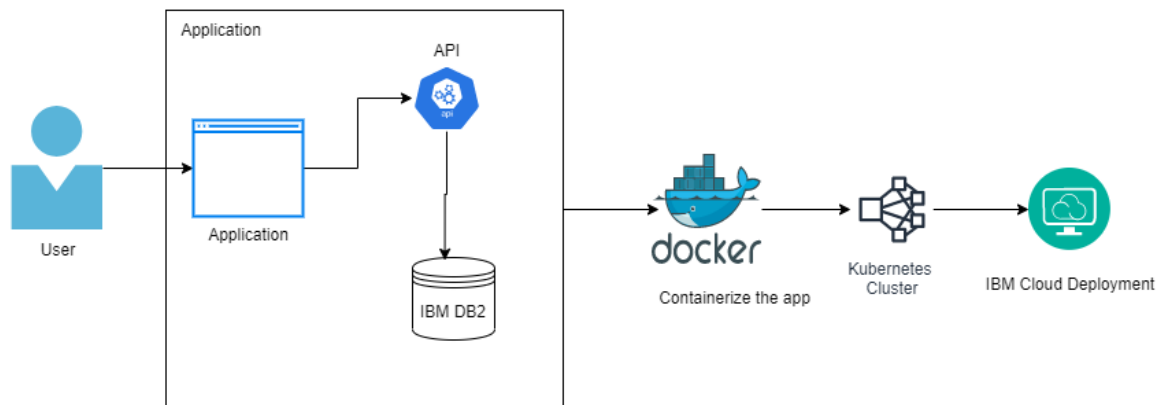 Application
API
api
User
Application
IBM DB2
docker
Containerize the app
Kubernetes
Cluster
IBM Cloud Deployment